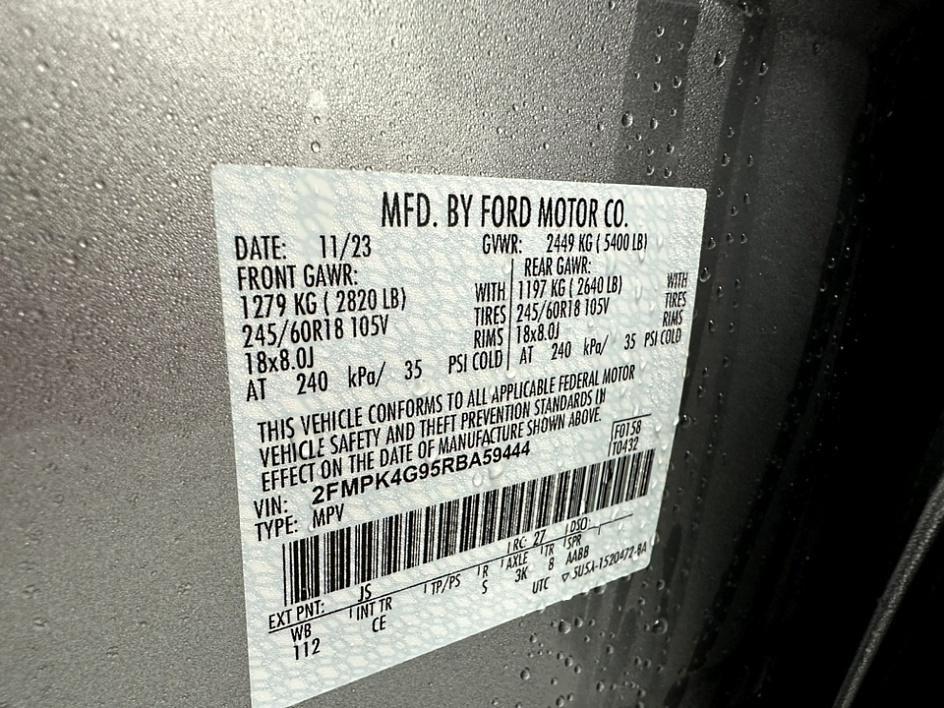 MFD. BY FORD MOTOR CO.
DATE: 11/23 GVWR: 2449 KG ( 5400 LB)
FRONT GAWR: REAR GAWR:
1279 KG ( 2820 LB) WITH 1197 KG ( 2640 LB) WITH
245/60R18 105V TIRES 245/60R18 105V TIRES
18x8.0J RIMS 18x8.0J RIMS
AT 240 kPa/ 35 PSI COLD AT 240 kPa/ 35 PSI COLD
THIS VEHICLE CONFORMS TO ALL APPLICABLE FEDERAL MOTOR
VEHICLE SAFETY AND THEFT PREVENTION STANDARDS IN
EFFECT ON THE DATE OF MANUFACTURE SHOWN ABOVE.
F0158
T0432
VIN: 2FMPK4G95RBA59444
TYPE: MPV
EXT PNT: JS RC: 27 DSO:
WB INT TR TP/PS R AXLE TR SPR
112 CE S 3K 8 AABB
UTC ▽ 5USA-1520472-BA